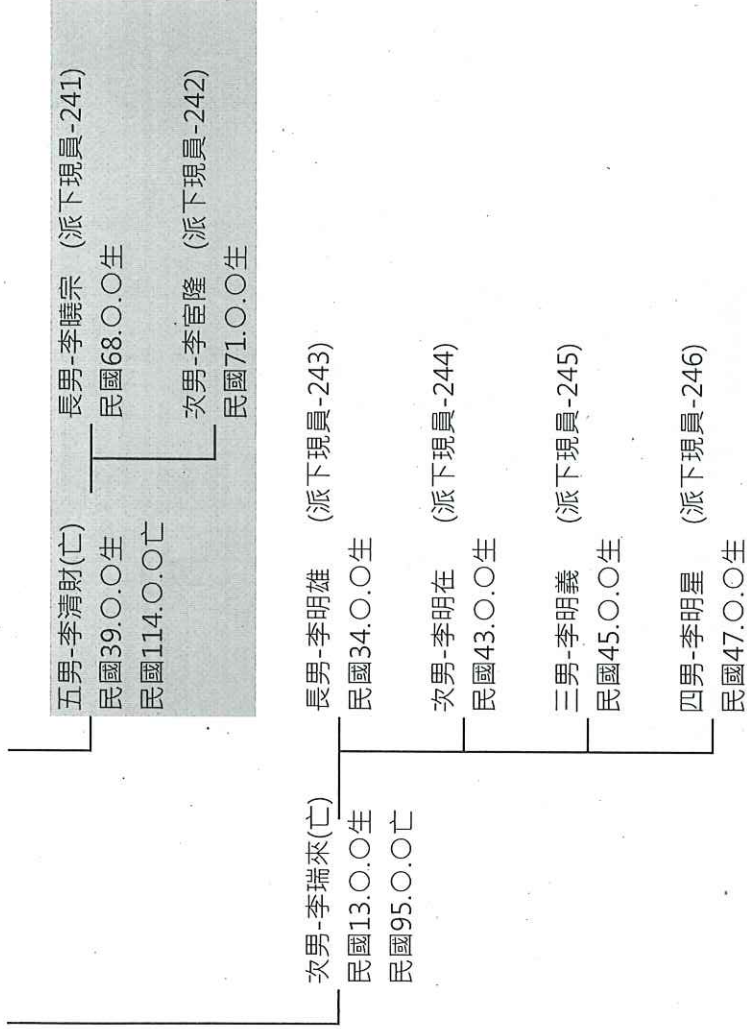 五男-李清財(亡)
民國39.○.○生
民國114.○.○亡
長男-李曉宗 (派下現員-241)
民國68.○.○生
次男-李宦隆 (派下現員-242)
民國71.○.○生
次男-李瑞來(亡)
民國13.○.○生
民國95.○.○亡
長男-李明雄 (派下現員-243)
民國34.○.○生
次男-李明在 (派下現員-244)
民國43.○.○生
三男-李明義 (派下現員-245)
民國45.○.○生
四男-李明星 (派下現員-246)
民國47.○.○生